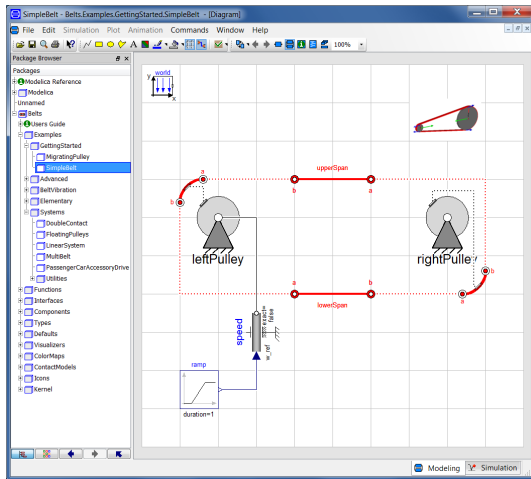 SimpleBelt - Belts.Examples.GettingStarted.SimpleBelt - [Diagram]
File Edit Simulation Plot Animation Commands Window Help
100%
Package Browser
Packages
Modelica Reference
Modelica
Unnamed
Belts
Users Guide
Examples
GettingStarted
MigratingPulley
SimpleBelt
Advanced
BeltVibration
Elementary
Systems
DoubleContact
FloatingPulleys
LinearSystem
MultiBelt
PassengerCarAccessoryDrive
Utilities
Functions
Interfaces
Components
Types
Defaults
Visualizers
ColorMaps
ContactModels
Icons
Kernel
y
world
x
a
b
upperSpan
b
a
leftPulley
rightPulley
b
a
a
b
lowerSpan
speed
exact=
false
w_ref
ramp
duration=1
Modeling
Simulation